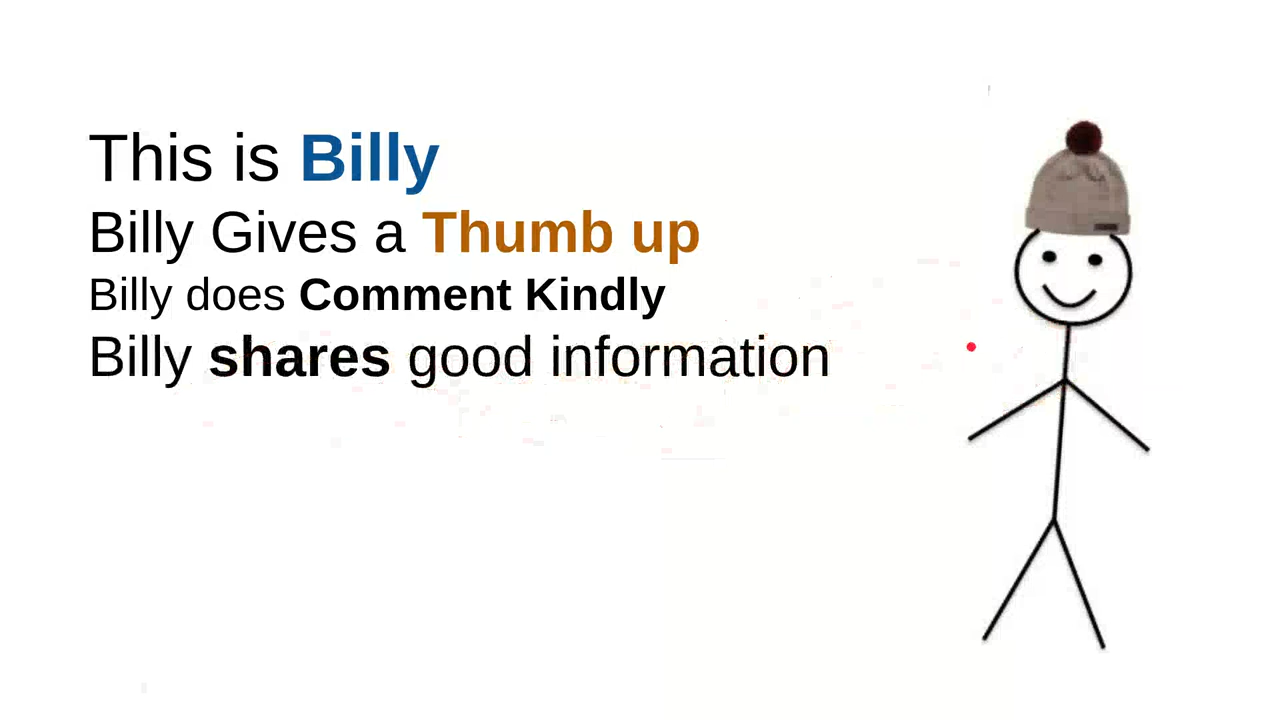 This is Billy
Billy Gives a Thumb up
Billy does Comment Kindly
Billy shares good information